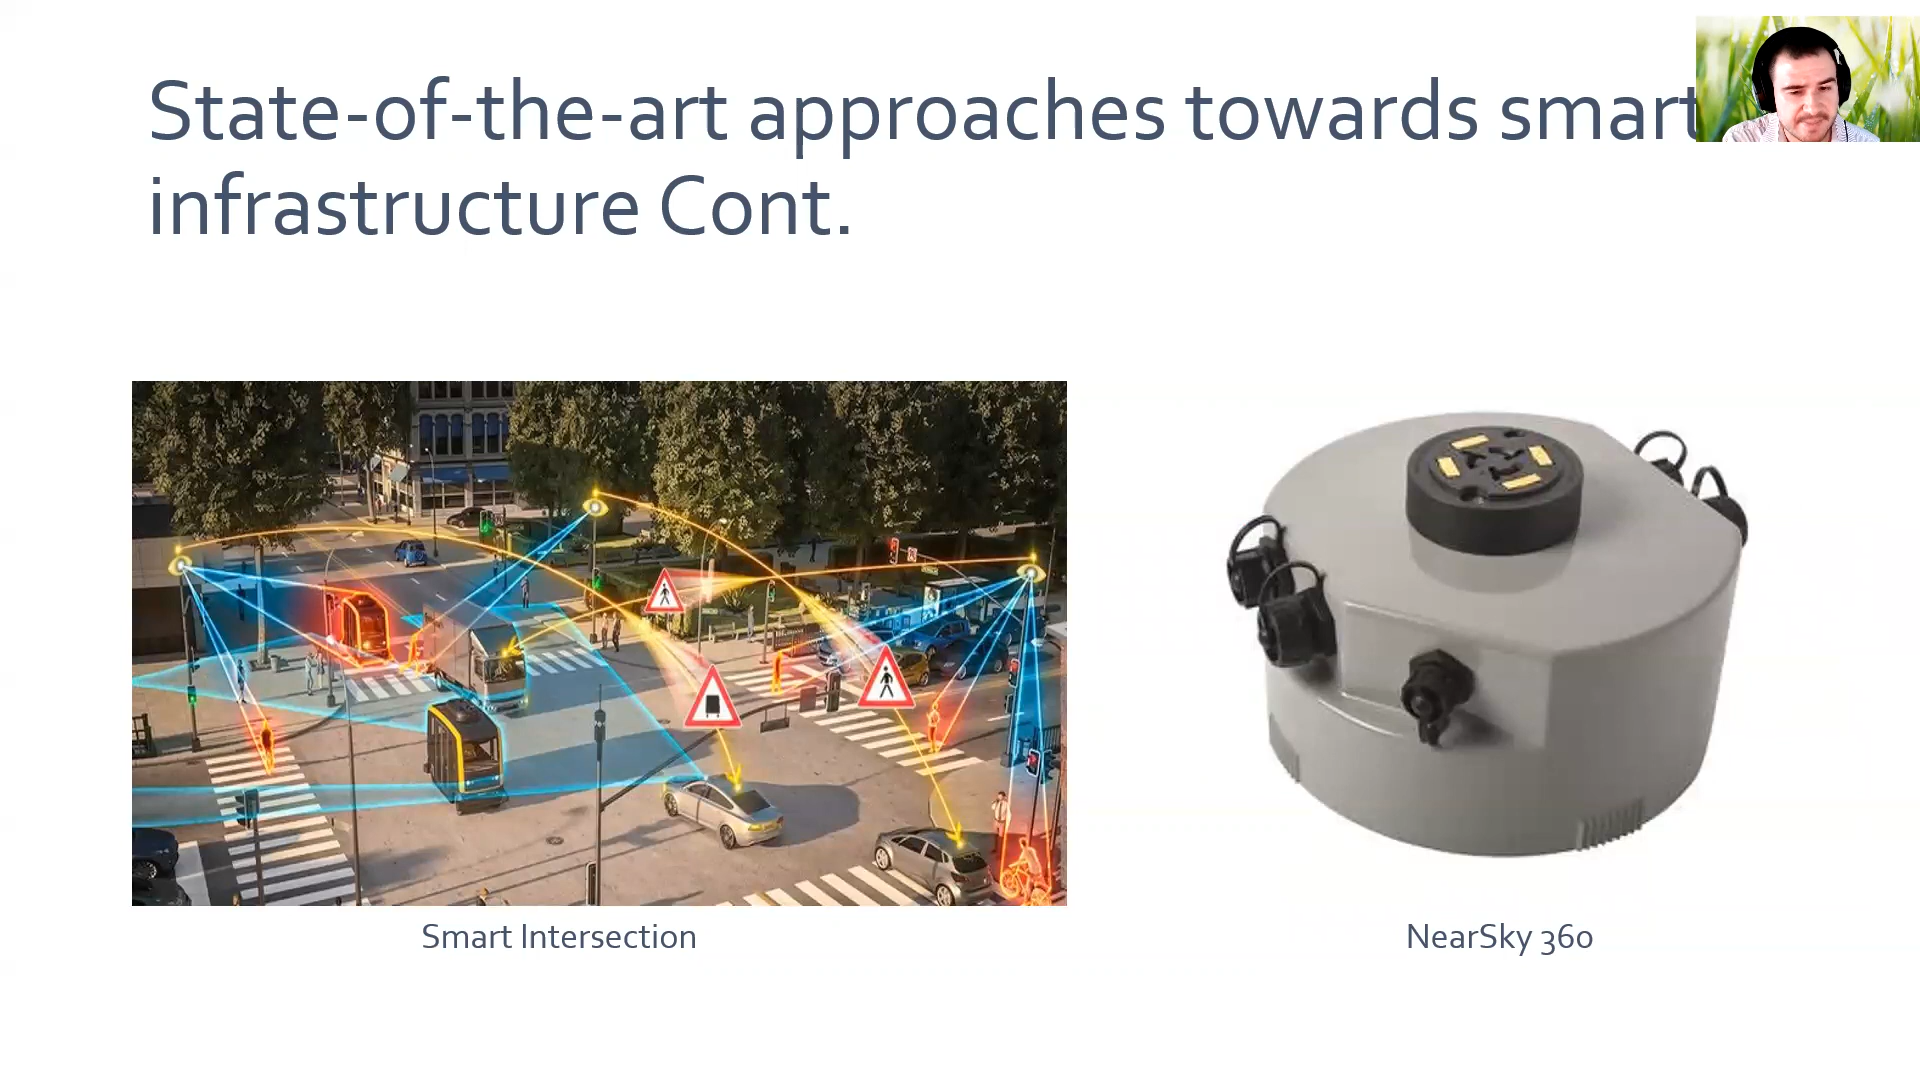 State-of-the-art approaches towards smart
infrastructure Cont.
Smart Intersection
NearSky 360